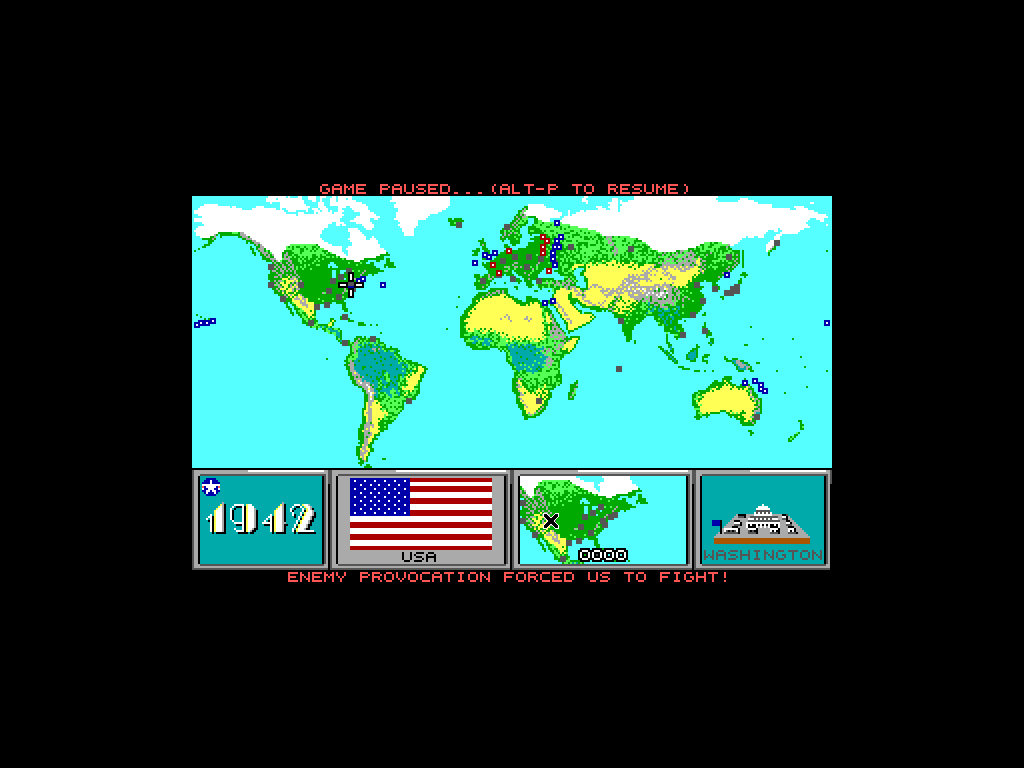 GAME PAUSED...(ALT-P TO RESUME)
1942
USA
0000
WASHINGTON
ENEMY PROVOCATION FORCED US TO FIGHT!